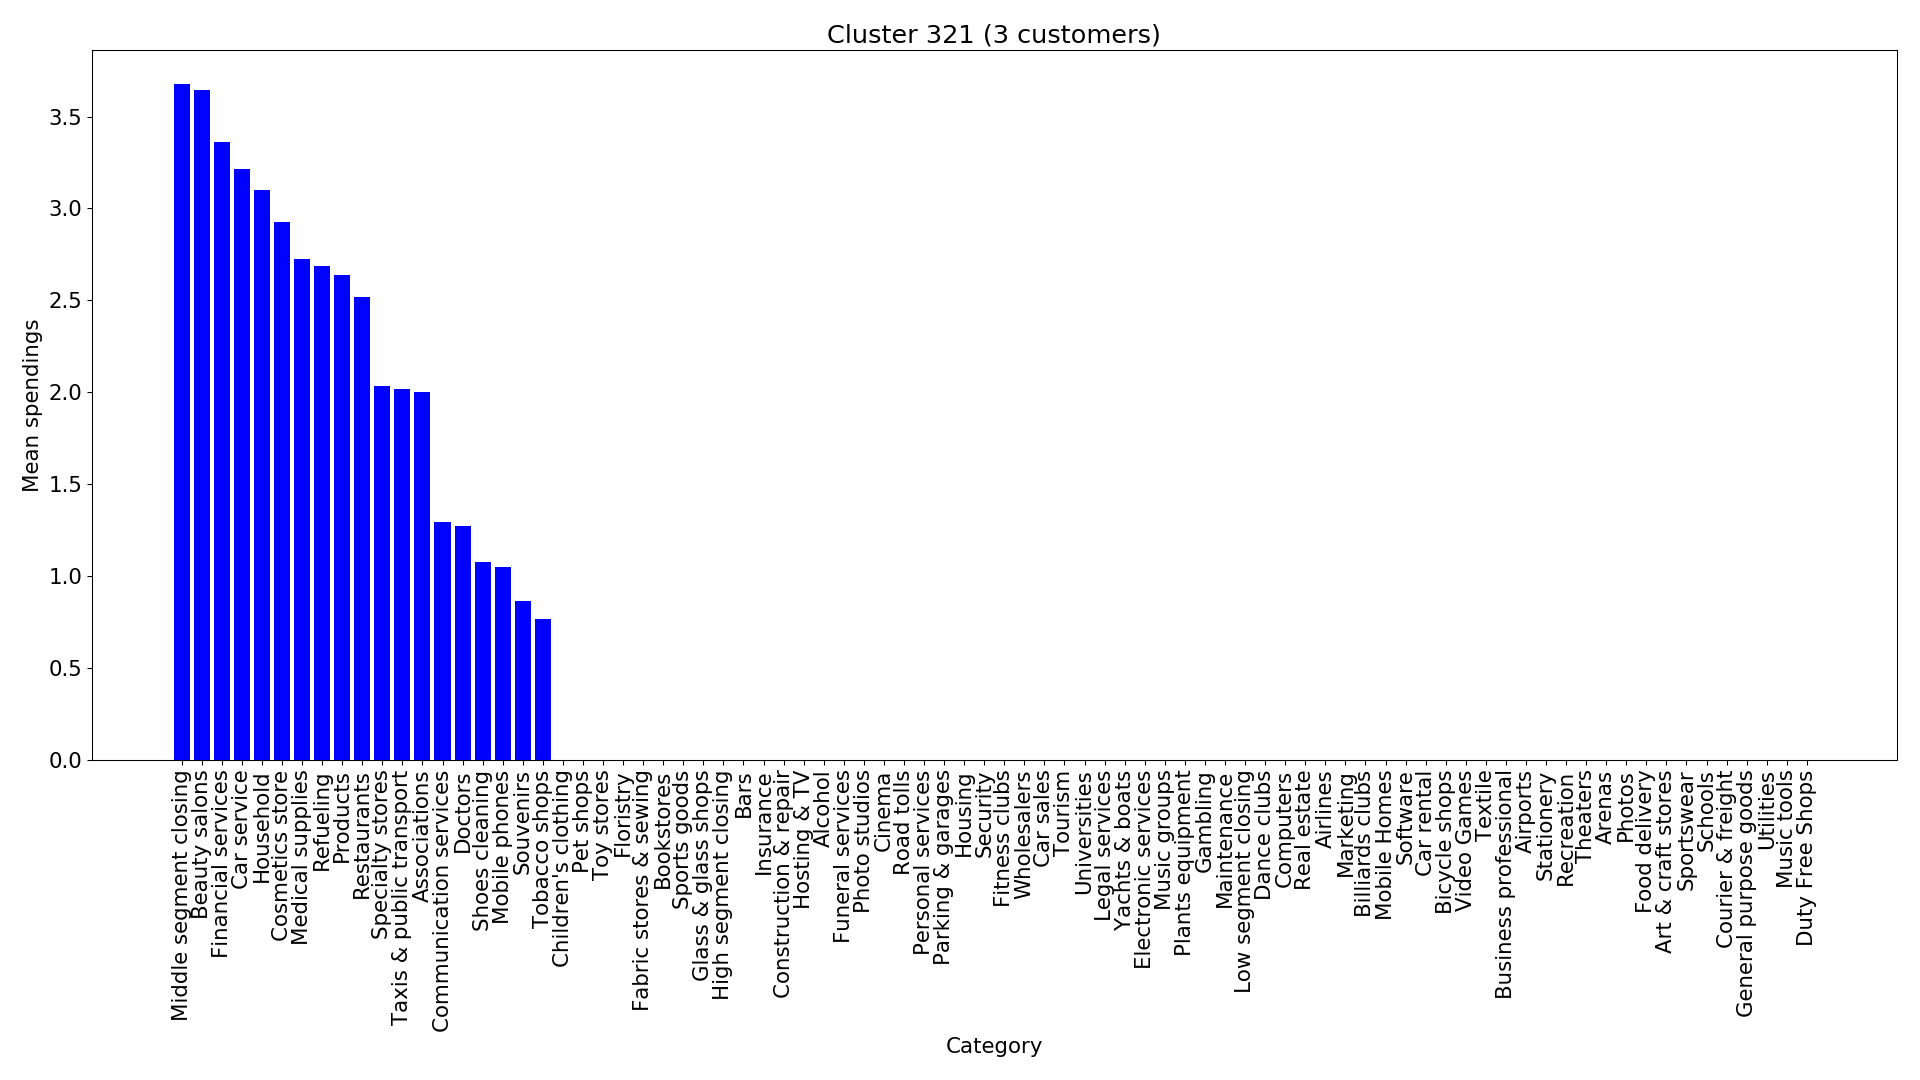 Cluster 321 (3 customers)
3.5
3.0
2.5
2.0
1.5
1.0
0.5
0.0
Mean spendings
Middle segment closing
Beauty salons
Financial services
Car service
Household
Cosmetics store
Medical supplies
Refueling
Products
Restaurants
Specialty stores
Taxis & public transport
Associations
Communication services
Doctors
Shoes cleaning
Mobile phones
Souvenirs
Tobacco shops
Children's clothing
Pet shops
Toy stores
Floristry
Fabric stores & sewing
Bookstores
Sports goods
Glass & glass shops
High segment closing
Bars
Insurance
Construction & repair
Hosting & TV
Alcohol
Funeral services
Photo studios
Cinema
Road tolls
Personal services
Parking & garages
Housing
Security
Fitness clubs
Wholesalers
Car sales
Tourism
Universities
Legal services
Yachts & boats
Electronic services
Music groups
Plants equipment
Gambling
Maintenance
Low segment closing
Dance clubs
Computers
Real estate
Airlines
Marketing
Billiards clubs
Mobile Homes
Software
Car rental
Bicycle shops
Video Games
Textile
Business professional
Airports
Stationery
Recreation
Theaters
Arenas
Photos
Food delivery
Art & craft stores
Sportswear
Schools
Courier & freight
General purpose goods
Utilities
Music tools
Duty Free Shops
Category